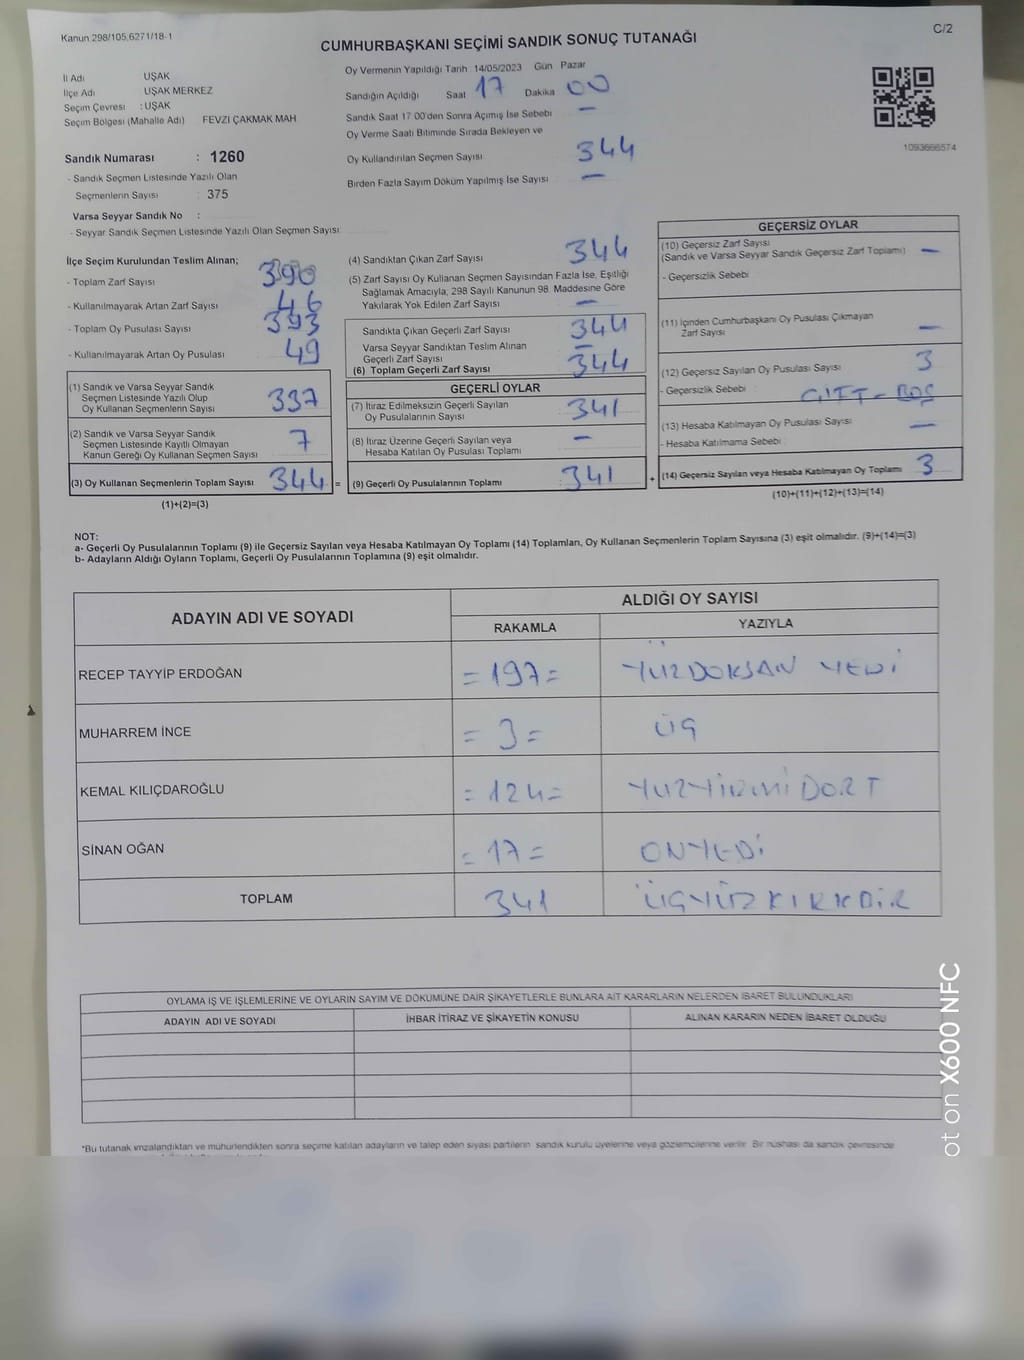 Kanun 298/105,6271/18-1
C/2
CUMHURBAŞKANI SEÇİMİ SANDIK SONUÇ TUTANAĞI
İl Adı UŞAK
İlçe Adı UŞAK MERKEZ
Seçim Çevresi : UŞAK
Seçim Bölgesi (Mahalle Adı) FEVZİ ÇAKMAK MAH
Sandık Numarası : 1260
- Sandık Seçmen Listesinde Yazılı Olan
Seçmenlerin Sayısı : 375
Varsa Seyyar Sandık No :
- Seyyar Sandık Seçmen Listesinde Yazılı Olan Seçmen Sayısı
Oy Vermenin Yapıldığı Tarih 14/05/2023 Gün Pazar
Sandığın Açıldığı Saat 17 Dakika 00
Sandık Saat 17 00'den Sonra Açımış İse Sebebi —
Oy Verme Saati Bitiminde Sırada Bekleyen ve
Oy Kullandırılan Seçmen Sayısı 344
Birden Fazla Sayım Döküm Yapılmış İse Sayısı —
1093666574
İlçe Seçim Kurulundan Teslim Alınan;
- Toplam Zarf Sayısı 390
- Kullanılmayarak Artan Zarf Sayısı 46
- Toplam Oy Pusulası Sayısı 393
- Kullanılmayarak Artan Oy Pusulası 49
(1) Sandık ve Varsa Seyyar Sandık
Seçmen Listesinde Yazılı Olup
Oy Kullanan Seçmenlerin Sayısı 337
(2) Sandık ve Varsa Seyyar Sandık
Seçmen Listesinde Kayıtlı Olmayan
Kanun Gereği Oy Kullanan Seçmen Sayısı 7
(3) Oy Kullanan Seçmenlerin Toplam Sayısı 344 =
(1)+(2)=(3)
(4) Sandıktan Çıkan Zarf Sayısı 344
(5) Zarf Sayısı Oy Kulanan Seçmen Sayısından Fazla İse, Eşitliği
Sağlamak Amacıyla, 298 Sayılı Kanunun 98. Maddesine Göre
Yakılarak Yok Edilen Zarf Sayısı —
Sandıkta Çıkan Geçerli Zarf Sayısı 344
Varsa Seyyar Sandıktan Teslim Alınan
Geçerli Zarf Sayısı —
(6) Toplam Geçerli Zarf Sayısı 344
GEÇERLİ OYLAR
(7) İtiraz Edilmeksizin Geçerli Sayılan
Oy Pusulalarının Sayısı 341
(8) İtiraz Üzerine Geçerli Sayılan veya
Hesaba Katılan Oy Pusulası Toplamı —
(9) Geçerli Oy Pusulalarının Toplamı 341 +
GEÇERSİZ OYLAR
(10) Geçersiz Zarf Sayısı
(Sandık ve Varsa Seyyar Sandık Geçersiz Zarf Toplamı) —
- Geçersizlik Sebebi
(11) İçinden Cumhurbaşkanı Oy Pusulası Çıkmayan
Zarf Sayısı —
(12) Geçersiz Sayılan Oy Pusulası Sayısı 3
- Geçersizlik Sebebi ÇİFT - BOŞ
(13) Hesaba Katılmayan Oy Pusulası Sayısı —
- Hesaba Katılmama Sebebi
(14) Geçersiz Sayılan veya Hesaba Katılmayan Oy Toplamı 3
(10)+(11)+(12)+(13)=(14)
NOT:
a- Geçerli Oy Pusulalarının Toplamı (9) ile Geçersiz Sayılan veya Hesaba Katılmayan Oy Toplamı (14) Toplamları, Oy Kullanan Seçmenlerin Toplam Sayısına (3) eşit olmalıdır. (9)+(14)=(3)
b- Adayların Aldığı Oyların Toplamı, Geçerli Oy Pusulalarının Toplamına (9) eşit olmalıdır.
ADAYIN ADI VE SOYADI ALDIĞI OY SAYISI
RAKAMLA YAZIYLA
RECEP TAYYİP ERDOĞAN =197= YÜZDOKSAN YEDİ
MUHARREM İNCE =3= ÜÇ
KEMAL KILIÇDAROĞLU =124= YUZYİRMİ DORT
SİNAN OĞAN =17= ONYEDİ
TOPLAM 341 ÜÇYÜZ KIRKBİR
OYLAMA İŞ VE İŞLEMLERİNE VE OYLARIN SAYIM VE DÖKÜMÜNE DAİR ŞİKAYETLERLE BUNLARA AİT KARARLARIN NELERDEN İBARET BULUNDUKLARI
ADAYIN ADI VE SOYADI İHBAR İTİRAZ VE ŞİKAYETİN KONUSU ALINAN KARARIN NEDEN İBARET OLDUĞU
*Bu tutanak imzalandıktan ve mühürlendikten sonra seçime katılan adayların ve talep eden siyasi partilerin sandık kurulu üyelerine veya gözlemcilerine verilir. Bir nüshası da sandık çevresinde
ot on X600 NFC